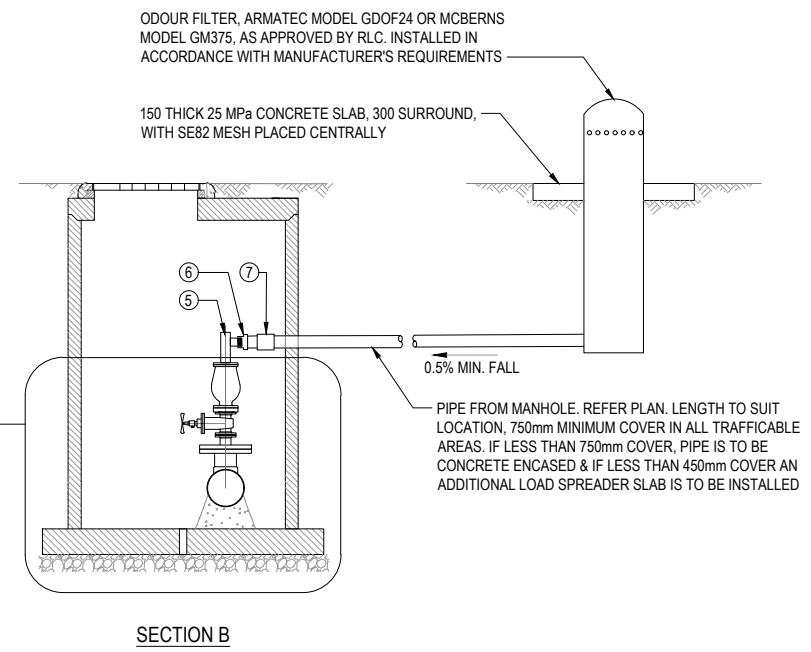 ODOUR FILTER, ARMATEC MODEL GDOF24 OR MCBERNS
MODEL GM375, AS APPROVED BY RLC. INSTALLED IN
ACCORDANCE WITH MANUFACTURER'S REQUIREMENTS
150 THICK 25 MPa CONCRETE SLAB, 300 SURROUND,
WITH SE82 MESH PLACED CENTRALLY
6
7
5
0.5% MIN. FALL
PIPE FROM MANHOLE. REFER PLAN. LENGTH TO SUIT
LOCATION, 750mm MINIMUM COVER IN ALL TRAFFICABLE
AREAS. IF LESS THAN 750mm COVER, PIPE IS TO BE
CONCRETE ENCASED & IF LESS THAN 450mm COVER AN
ADDITIONAL LOAD SPREADER SLAB IS TO BE INSTALLED
SECTION B